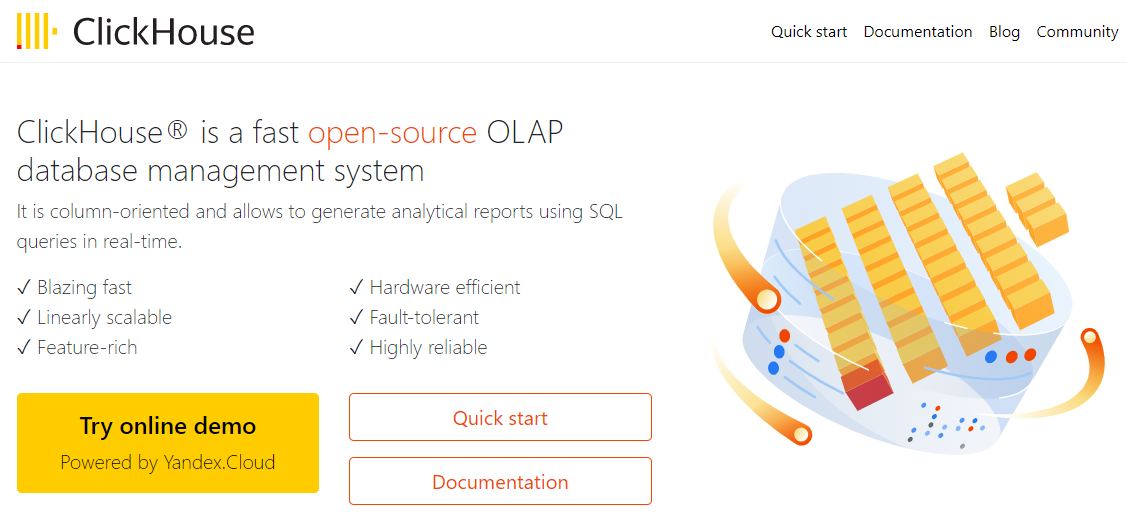 ClickHouse
Quick start Documentation Blog Community
ClickHouse® is a fast open-source OLAP
database management system
It is column-oriented and allows to generate analytical reports using SQL
queries in real-time.
✓ Blazing fast
✓ Linearly scalable
✓ Feature-rich
✓ Hardware efficient
✓ Fault-tolerant
✓ Highly reliable
Try online demo
Powered by Yandex.Cloud
Quick start
Documentation